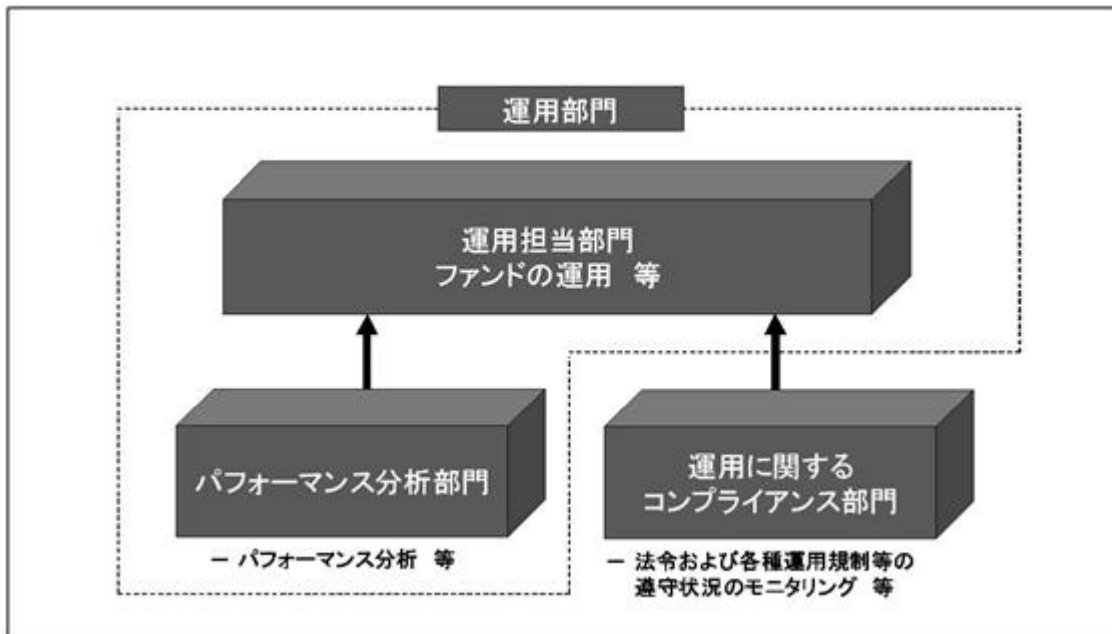 運用部門
運用担当部門
ファンドの運用　等
パフォーマンス分析部門
－ パフォーマンス分析　等
運用に関する
コンプライアンス部門
－ 法令および各種運用規制等の
遵守状況のモニタリング　等